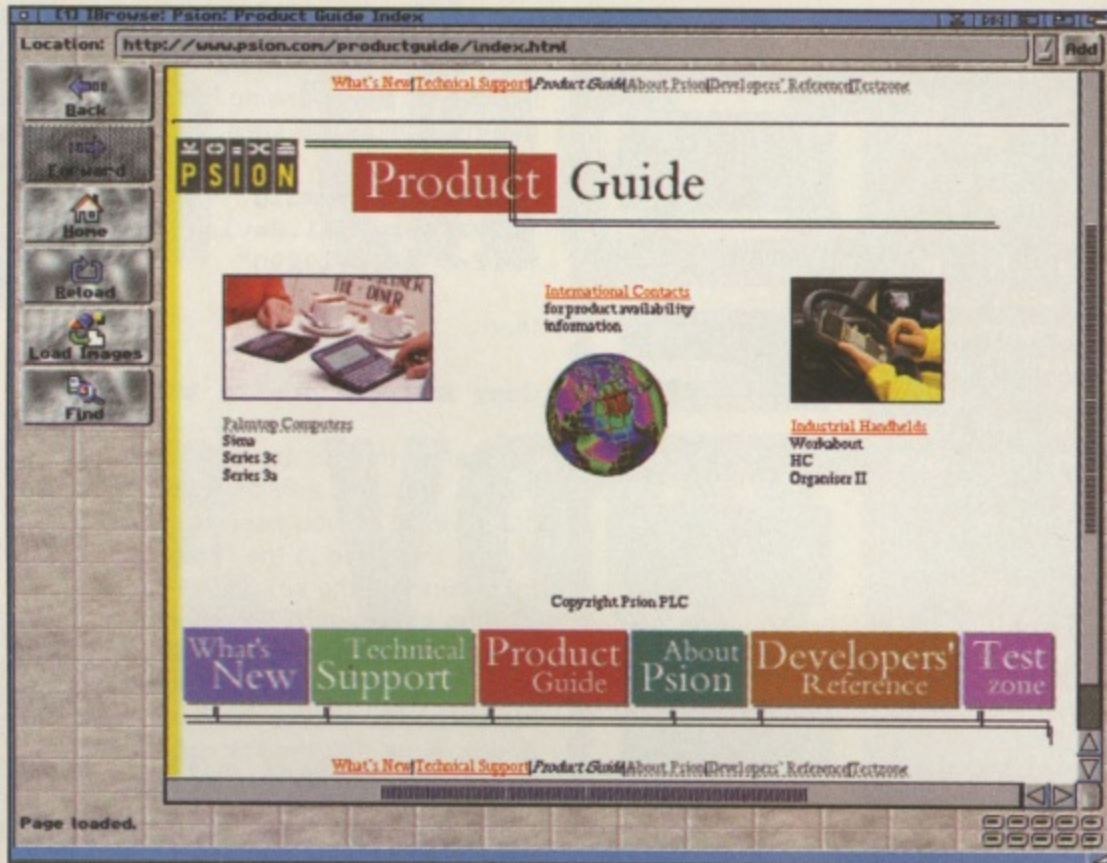 [1] IBrowse: Psion: Product Guide Index
Location: http://www.psion.com/productguide/index.html Add
Back
Forward
Home
Reload
Load Images
Find
What's New|Technical Support|Product Guide|About Psion|Developers' Reference|Testzone
PSION
Product Guide
THE · DINER
International Contacts
for product availability
information
Palmtop Computers
Siena
Series 3c
Series 3a
Industrial Handhelds
Workabout
HC
Organiser II
Copyright Psion PLC
What's New
Technical Support
Product Guide
About Psion
Developers' Reference
Test zone
What's New|Technical Support|Product Guide|About Psion|Developers' Reference|Testzone
Page loaded.